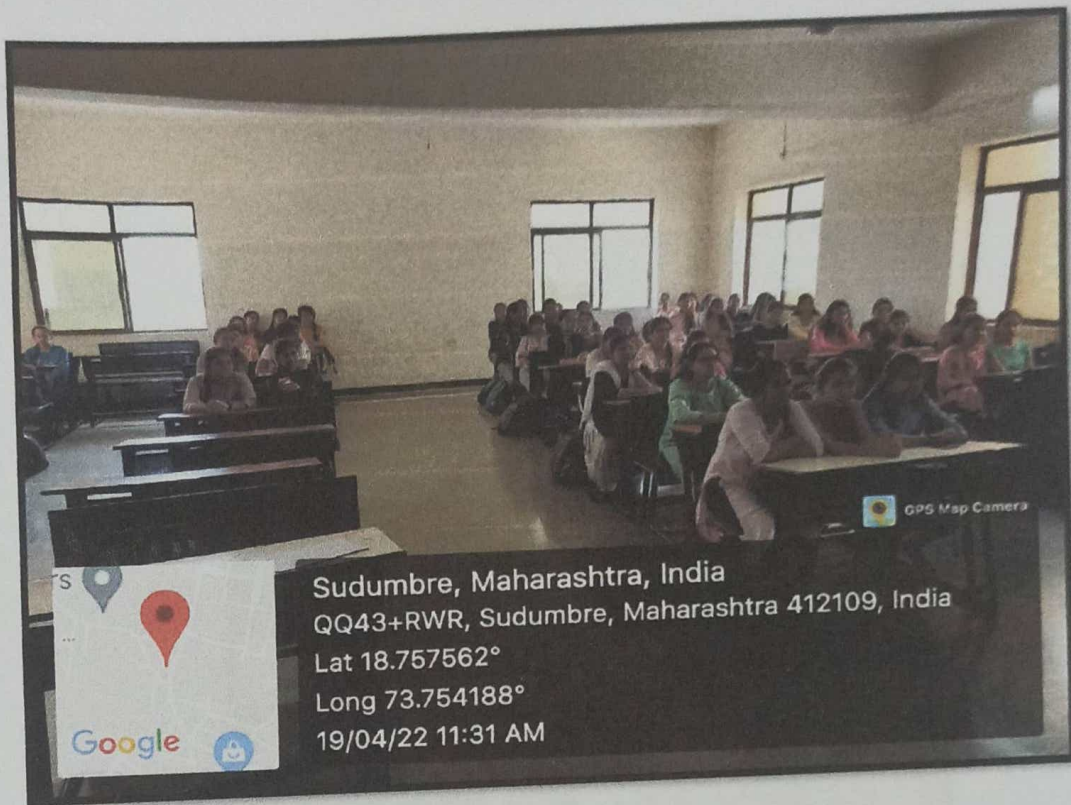 GPS Map Camera
S
...
Google
Sudumbre, Maharashtra, India
QQ43+RWR, Sudumbre, Maharashtra 412109, India
Lat 18.757562°
Long 73.754188°
19/04/22 11:31 AM